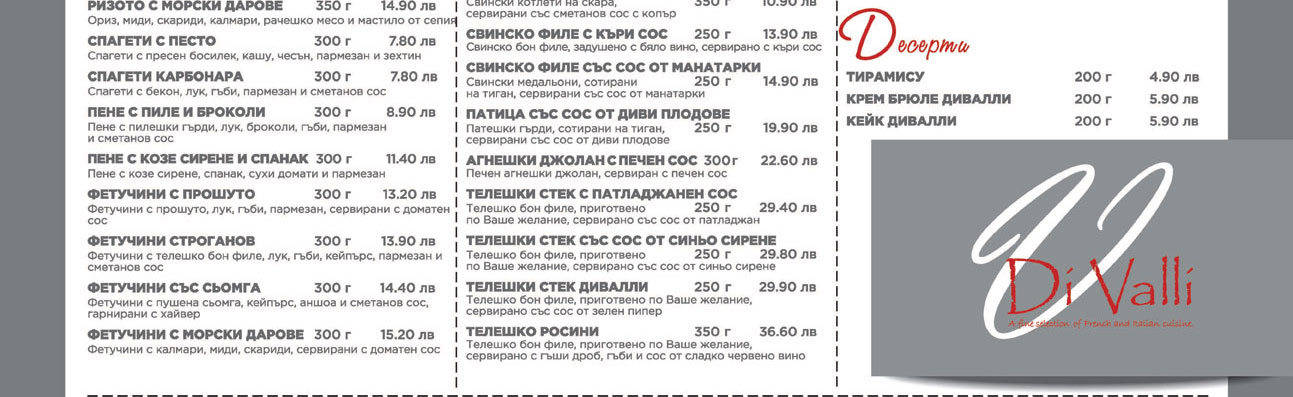 РИЗОТО С МОРСКИ ДАРОВЕ 350 г 14.90 лв
Ориз, миди, скариди, калмари, рачешко месо и мастило от сепия
СПАГЕТИ С ПЕСТО 300 г 7.80 лв
Спагети с пресен босилек, кашу, чесън, пармезан и зехтин
СПАГЕТИ КАРБОНАРА 300 г 7.80 лв
Спагети с бекон, лук, гъби, пармезан и сметанов сос
ПЕНЕ С ПИЛЕ И БРОКОЛИ 300 г 8.90 лв
Пене с пилешки гърди, лук, броколи, гъби, пармезан
и сметанов сос
ПЕНЕ С КОЗЕ СИРЕНЕ И СПАНАК 300 г 11.40 лв
Пене с козе сирене, спанак, сухи домати и пармезан
ФЕТУЧИНИ С ПРОШУТО 300 г 13.20 лв
Фетучини с прошуто, лук, гъби, пармезан, сервирани с доматен
сос
ФЕТУЧИНИ СТРОГАНОВ 300 г 13.90 лв
Фетучини с телешко бон филе, лук, гъби, кейпърс, пармезан и
сметанов сос
ФЕТУЧИНИ СЪС СЬОМГА 300 г 14.40 лв
Фетучини с пушена сьомга, кейпърс, аншоа и сметанов сос,
гарнирани с хайвер
ФЕТУЧИНИ С МОРСКИ ДАРОВЕ 300 г 15.20 лв
Фетучини с калмари, миди, скариди, сервирани с доматен сос
Свински котлети на скара, 350 г 10.90 лв
сервирани със сметанов сос с копър
СВИНСКО ФИЛЕ С КЪРИ СОС 250 г 13.90 лв
Свинско бон филе, задушено с бяло вино, сервирано с къри сос
СВИНСКО ФИЛЕ СЪС СОС ОТ МАНАТАРКИ
Свински медальони, сотирани 250 г 14.90 лв
на тиган, сервирани със сос от манатарки
ПАТИЦА СЪС СОС ОТ ДИВИ ПЛОДОВЕ
Патешки гърди, сотирани на тиган, 250 г 19.90 лв
сервирани със сос от диви плодове
АГНЕШКИ ДЖОЛАН С ПЕЧЕН СОС 300г 22.60 лв
Печен агнешки джолан, сервиран с печен сос
ТЕЛЕШКИ СТЕК С ПАТЛАДЖАНЕН СОС
Телешко бон филе, приготвено 250 г 29.40 лв
по Ваше желание, сервирано със сос от патладжан
ТЕЛЕШКИ СТЕК СЪС СОС ОТ СИНЬО СИРЕНЕ
Телешко бон филе, приготвено 250 г 29.80 лв
по Ваше желание, сервирано със сос от синьо сирене
ТЕЛЕШКИ СТЕК ДИВАЛЛИ 250 г 29.90 лв
Телешко бон филе, приготвено по Ваше желание,
сервирано със сос от зелен пипер
ТЕЛЕШКО РОСИНИ 350 г 36.60 лв
Телешко бон филе, приготвено по Ваше желание,
сервирано с гъши дроб, гъби и сос от сладко червено вино
Десерти
ТИРАМИСУ 200 г 4.90 лв
КРЕМ БРЮЛЕ ДИВАЛЛИ 200 г 5.90 лв
КЕЙК ДИВАЛЛИ 200 г 5.90 лв
Di Valli
A fine selection of French and Italian cuisine.